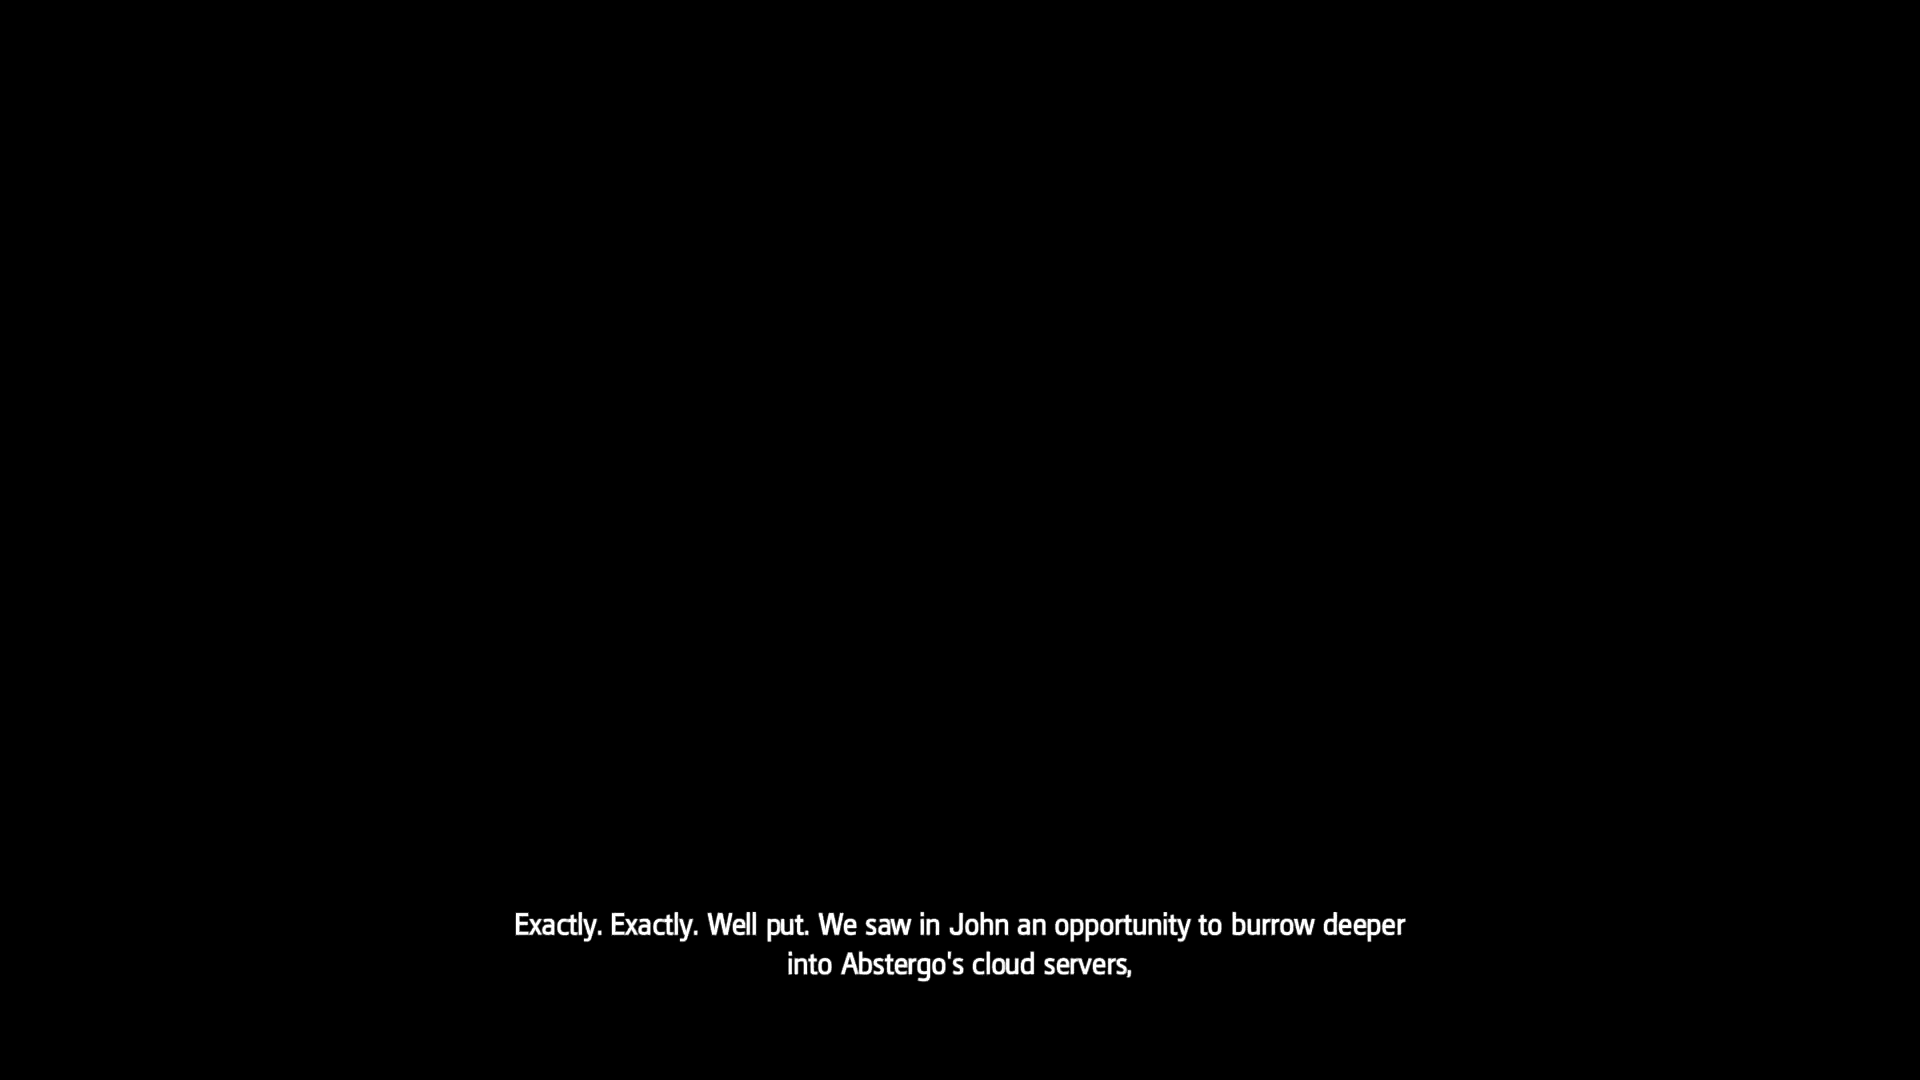 Exactly. Exactly. Well put. We saw in John an opportunity to burrow deeper
into Abstergo's cloud servers,